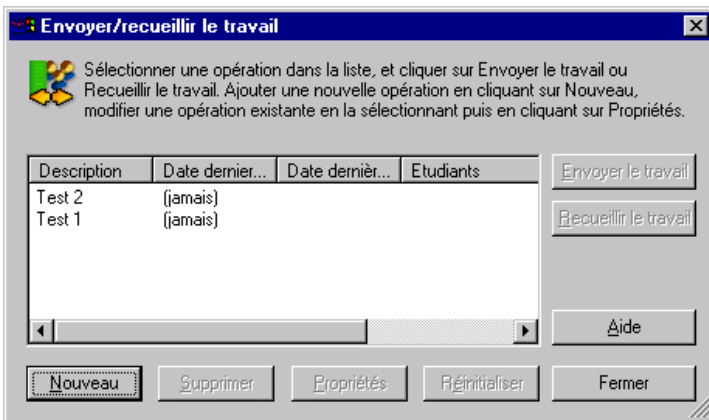 Envoyer/recueillir le travail
Sélectionner une opération dans la liste, et cliquer sur Envoyer le travail ou
Recueillir le travail. Ajouter une nouvelle opération en cliquant sur Nouveau,
modifier une opération existante en la sélectionnant puis en cliquant sur Propriétés.
Description Date dernier... Date dernièr... Etudiants
Envoyer le travail
Test 2 (jamais)
Test 1 (jamais)
Recueillir le travail
Aide
Nouveau Supprimer Propriétés Réinitialiser Fermer